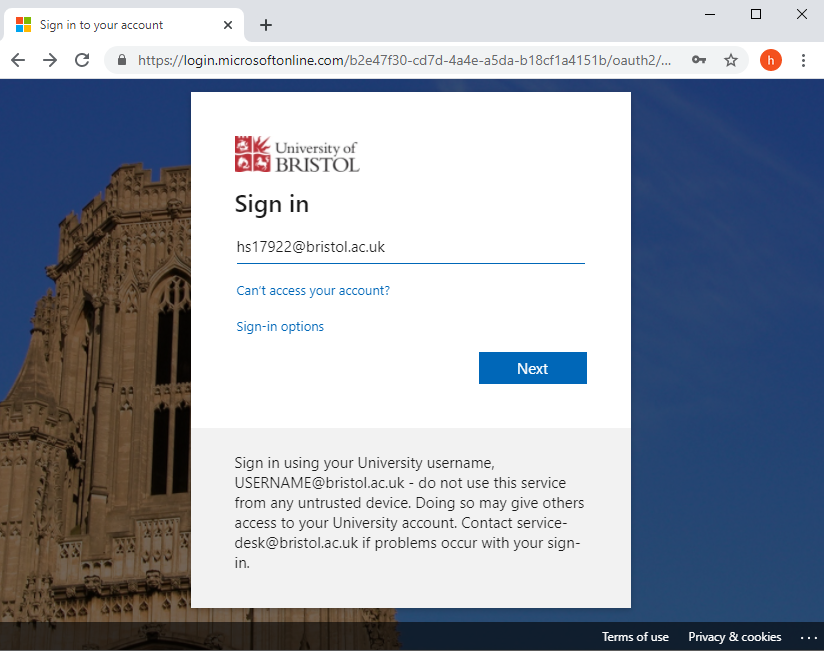 Sign in to your account
https://login.microsoftonline.com/b2e47f30-cd7d-4a4e-a5da-b18cf1a4151b/oauth2/...
h
University of
BRISTOL
Sign in
hs17922@bristol.ac.uk
Can't access your account?
Sign-in options
Next
Sign in using your University username,
USERNAME@bristol.ac.uk - do not use this service
from any untrusted device. Doing so may give others
access to your University account. Contact service-
desk@bristol.ac.uk if problems occur with your sign-
in.
Terms of use Privacy & cookies ...